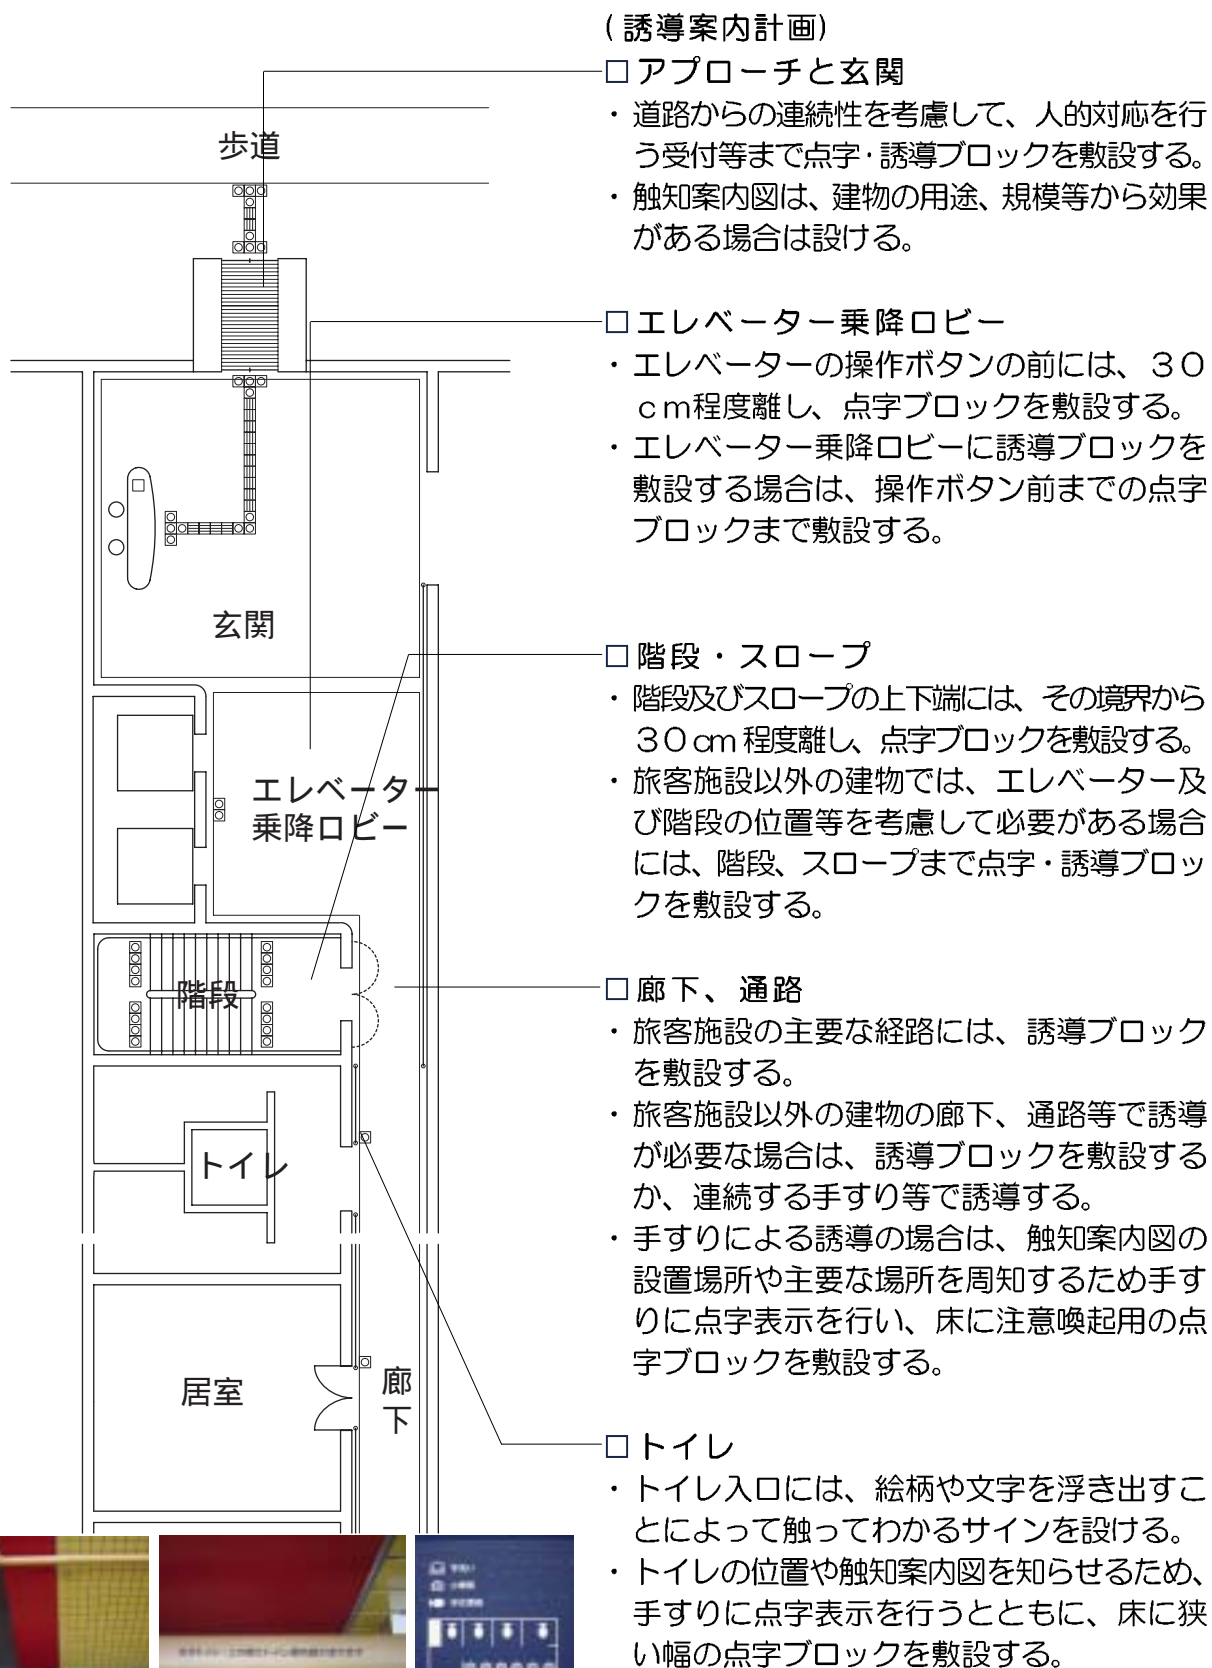 (誘導案内計画)
□アプローチと玄関
・道路からの連続性を考慮して、人的対応を行
う受付等まで点字・誘導ブロックを敷設する。
・触知案内図は、建物の用途、規模等から効果
がある場合は設ける。
□エレベーター乗降ロビー
・エレベーターの操作ボタンの前には、30
cm程度離し、点字ブロックを敷設する。
・エレベーター乗降ロビーに誘導ブロックを
敷設する場合は、操作ボタン前までの点字
ブロックまで敷設する。
□階段・スロープ
・階段及びスロープの上下端には、その境界から
30cm程度離し、点字ブロックを敷設する。
・旅客施設以外の建物では、エレベーター及
び階段の位置等を考慮して必要がある場合
には、階段、スロープまで点字・誘導ブロッ
クを敷設する。
□廊下、通路
・旅客施設の主要な経路には、誘導ブロック
を敷設する。
・旅客施設以外の建物の廊下、通路等で誘導
が必要な場合は、誘導ブロックを敷設する
か、連続する手すり等で誘導する。
・手すりによる誘導の場合は、触知案内図の
設置場所や主要な場所を周知するため手す
りに点字表示を行い、床に注意喚起用の点
字ブロックを敷設する。
□トイレ
・トイレ入口には、絵柄や文字を浮き出すこ
とによって触ってわかるサインを設ける。
・トイレの位置や触知案内図を知らせるため、
手すりに点字表示を行うとともに、床に狭
い幅の点字ブロックを敷設する。
歩道
玄関
エレベーター
乗降ロビー
階段
トイレ
居室
廊
下